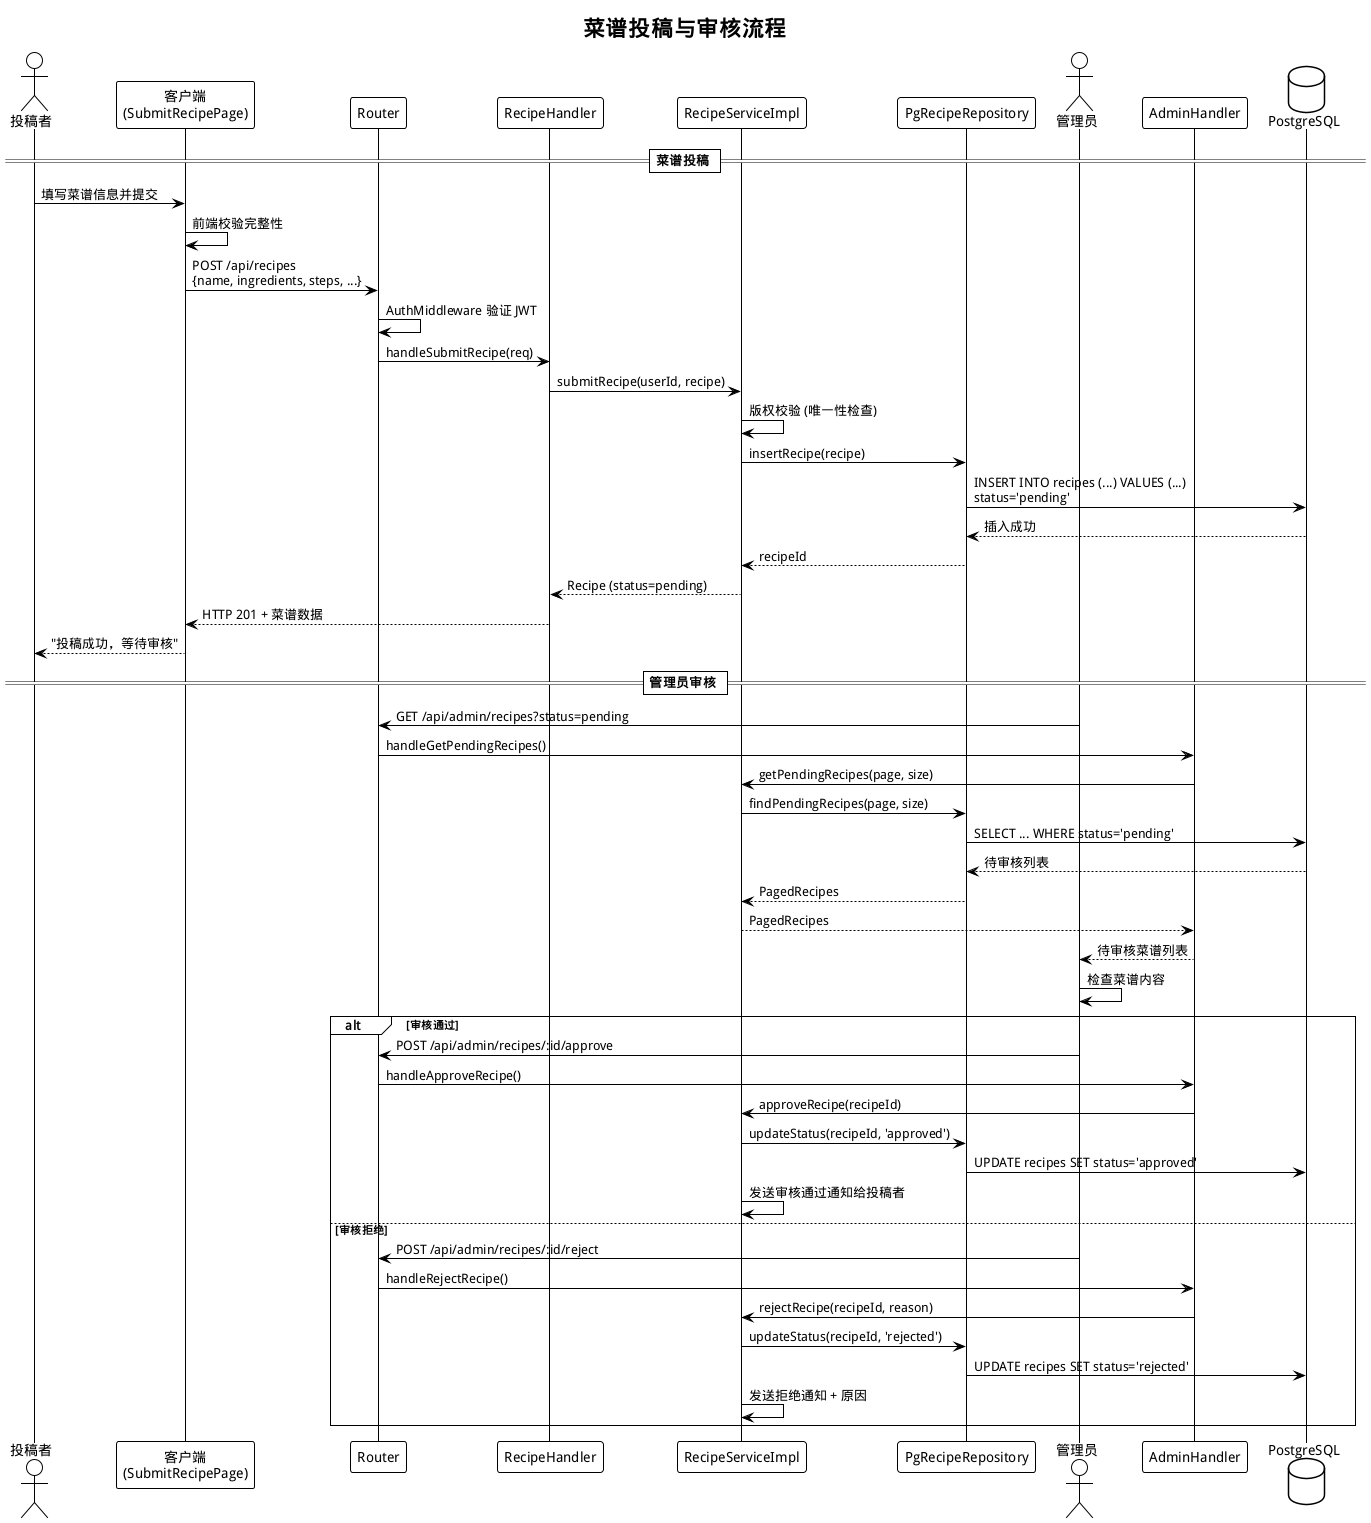 菜谱投稿与审核流程
投稿者
客户端
(SubmitRecipePage)
Router
RecipeHandler
RecipeServiceImpl
PgRecipeRepository
管理员
AdminHandler
PostgreSQL
菜谱投稿
填写菜谱信息并提交
前端校验完整性
POST /api/recipes
{name, ingredients, steps, ...}
AuthMiddleware 验证 JWT
handleSubmitRecipe(req)
submitRecipe(userId, recipe)
版权校验 (唯一性检查)
insertRecipe(recipe)
INSERT INTO recipes (...) VALUES (...)
status='pending'
插入成功
recipeId
Recipe (status=pending)
HTTP 201 + 菜谱数据
"投稿成功，等待审核"
管理员审核
GET /api/admin/recipes?status=pending
handleGetPendingRecipes()
getPendingRecipes(page, size)
findPendingRecipes(page, size)
SELECT ... WHERE status='pending'
待审核列表
PagedRecipes
PagedRecipes
待审核菜谱列表
检查菜谱内容
alt [审核通过]
POST /api/admin/recipes/:id/approve
handleApproveRecipe()
approveRecipe(recipeId)
updateStatus(recipeId, 'approved')
UPDATE recipes SET status='approved'
发送审核通过通知给投稿者
[审核拒绝]
POST /api/admin/recipes/:id/reject
handleRejectRecipe()
rejectRecipe(recipeId, reason)
updateStatus(recipeId, 'rejected')
UPDATE recipes SET status='rejected'
发送拒绝通知 + 原因
投稿者
客户端
(SubmitRecipePage)
Router
RecipeHandler
RecipeServiceImpl
PgRecipeRepository
管理员
AdminHandler
PostgreSQL